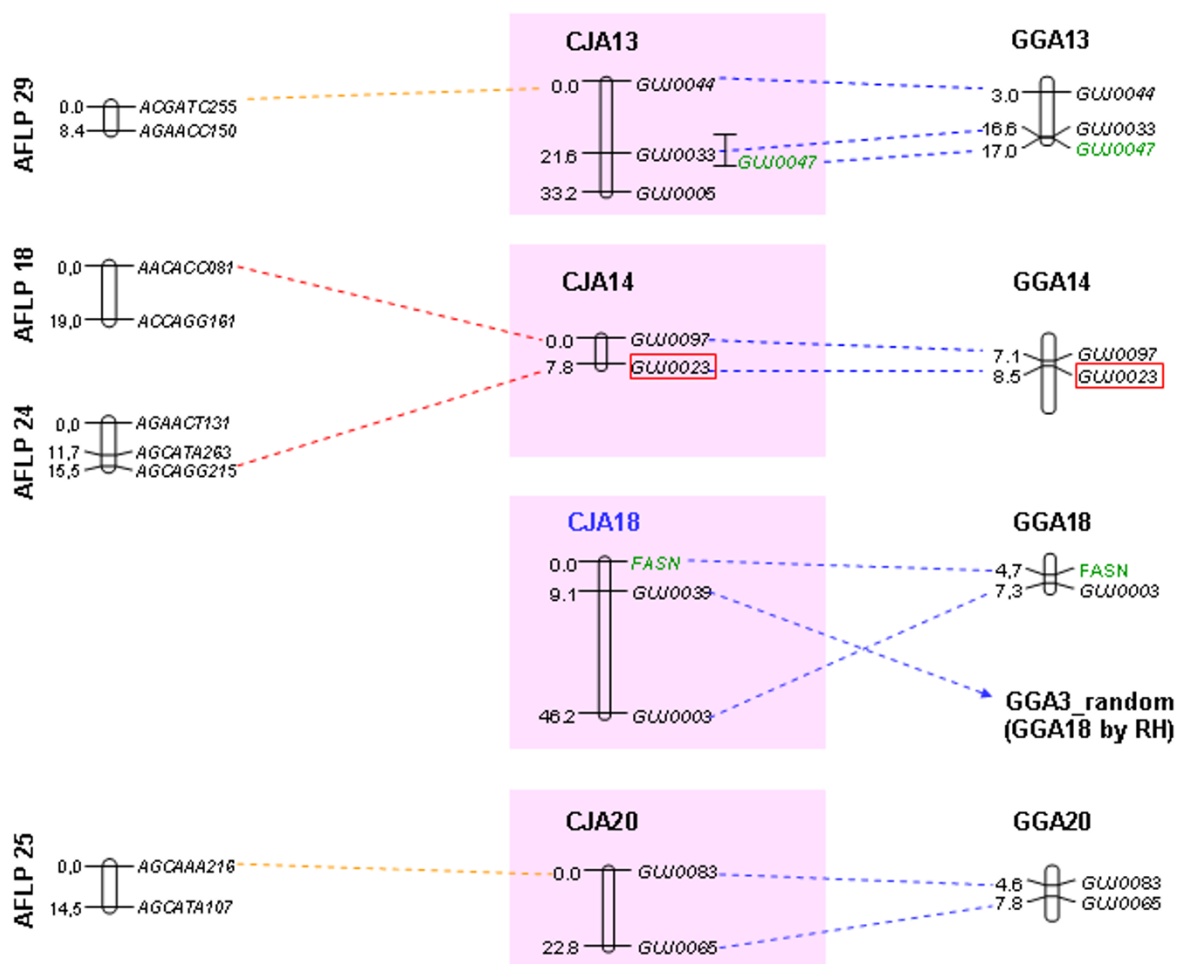 CJA13
GGA13
AFLP 29
0.0 ACGATC255
8.4 AGAACC150
0.0 GUJ0044
21.6 GUJ0033
GUJ0047
33.2 GUJ0005
3.0 GUJ0044
16.6 GUJ0033
17.0 GUJ0047
AFLP 18
0,0 AACACC081
19,0 ACCAGG161
CJA14
GGA14
0.0 GUJ0097
7.8 GUJ0023
7.1 GUJ0097
8.5 GUJ0023
AFLP 24
0,0 AGAACT131
11,7 AGCATA263
15,5 AGCAGG215
CJA18
GGA18
0.0 FASN
9.1 GUJ0039
46.2 GUJ0003
4,7 FASN
7,3 GUJ0003
GGA3_random
(GGA18 by RH)
CJA20
GGA20
AFLP 25
0,0 AGCAAA216
14,5 AGCATA107
0.0 GUJ0083
22.8 GUJ0065
4.6 GUJ0083
7.8 GUJ0065